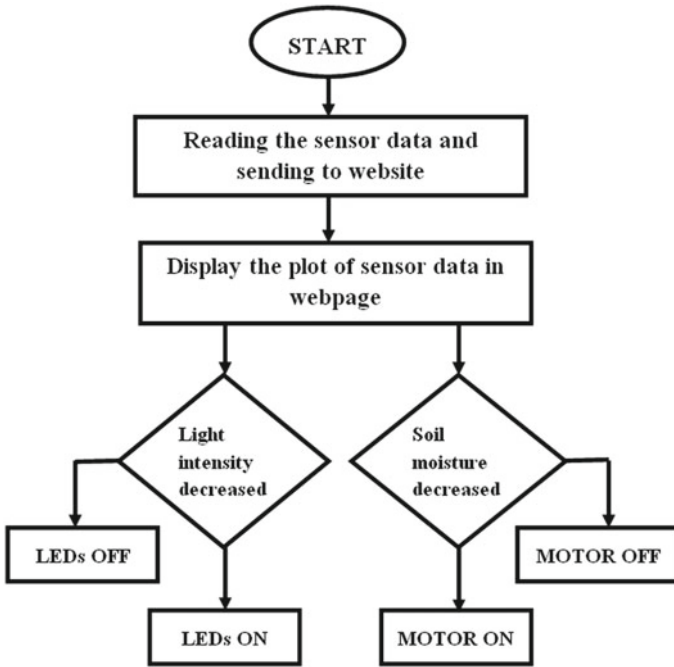 START
Reading the sensor data and
sending to website
Display the plot of sensor data in
webpage
Light
intensity
decreased
Soil
moisture
decreased
LEDs OFF
MOTOR OFF
LEDs ON
MOTOR ON